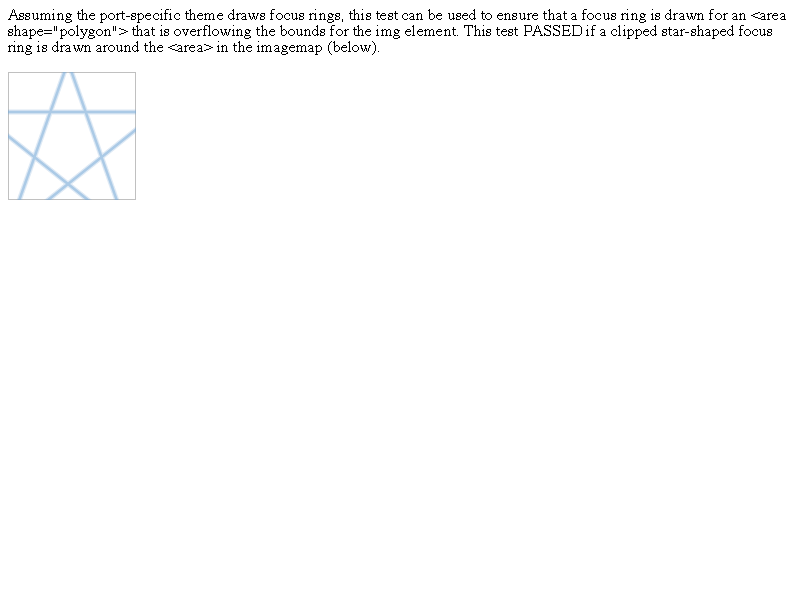 Assuming the port-specific theme draws focus rings, this test can be used to ensure that a focus ring is drawn for an <area
shape="polygon"> that is overflowing the bounds for the img element. This test PASSED if a clipped star-shaped focus
ring is drawn around the <area> in the imagemap (below).